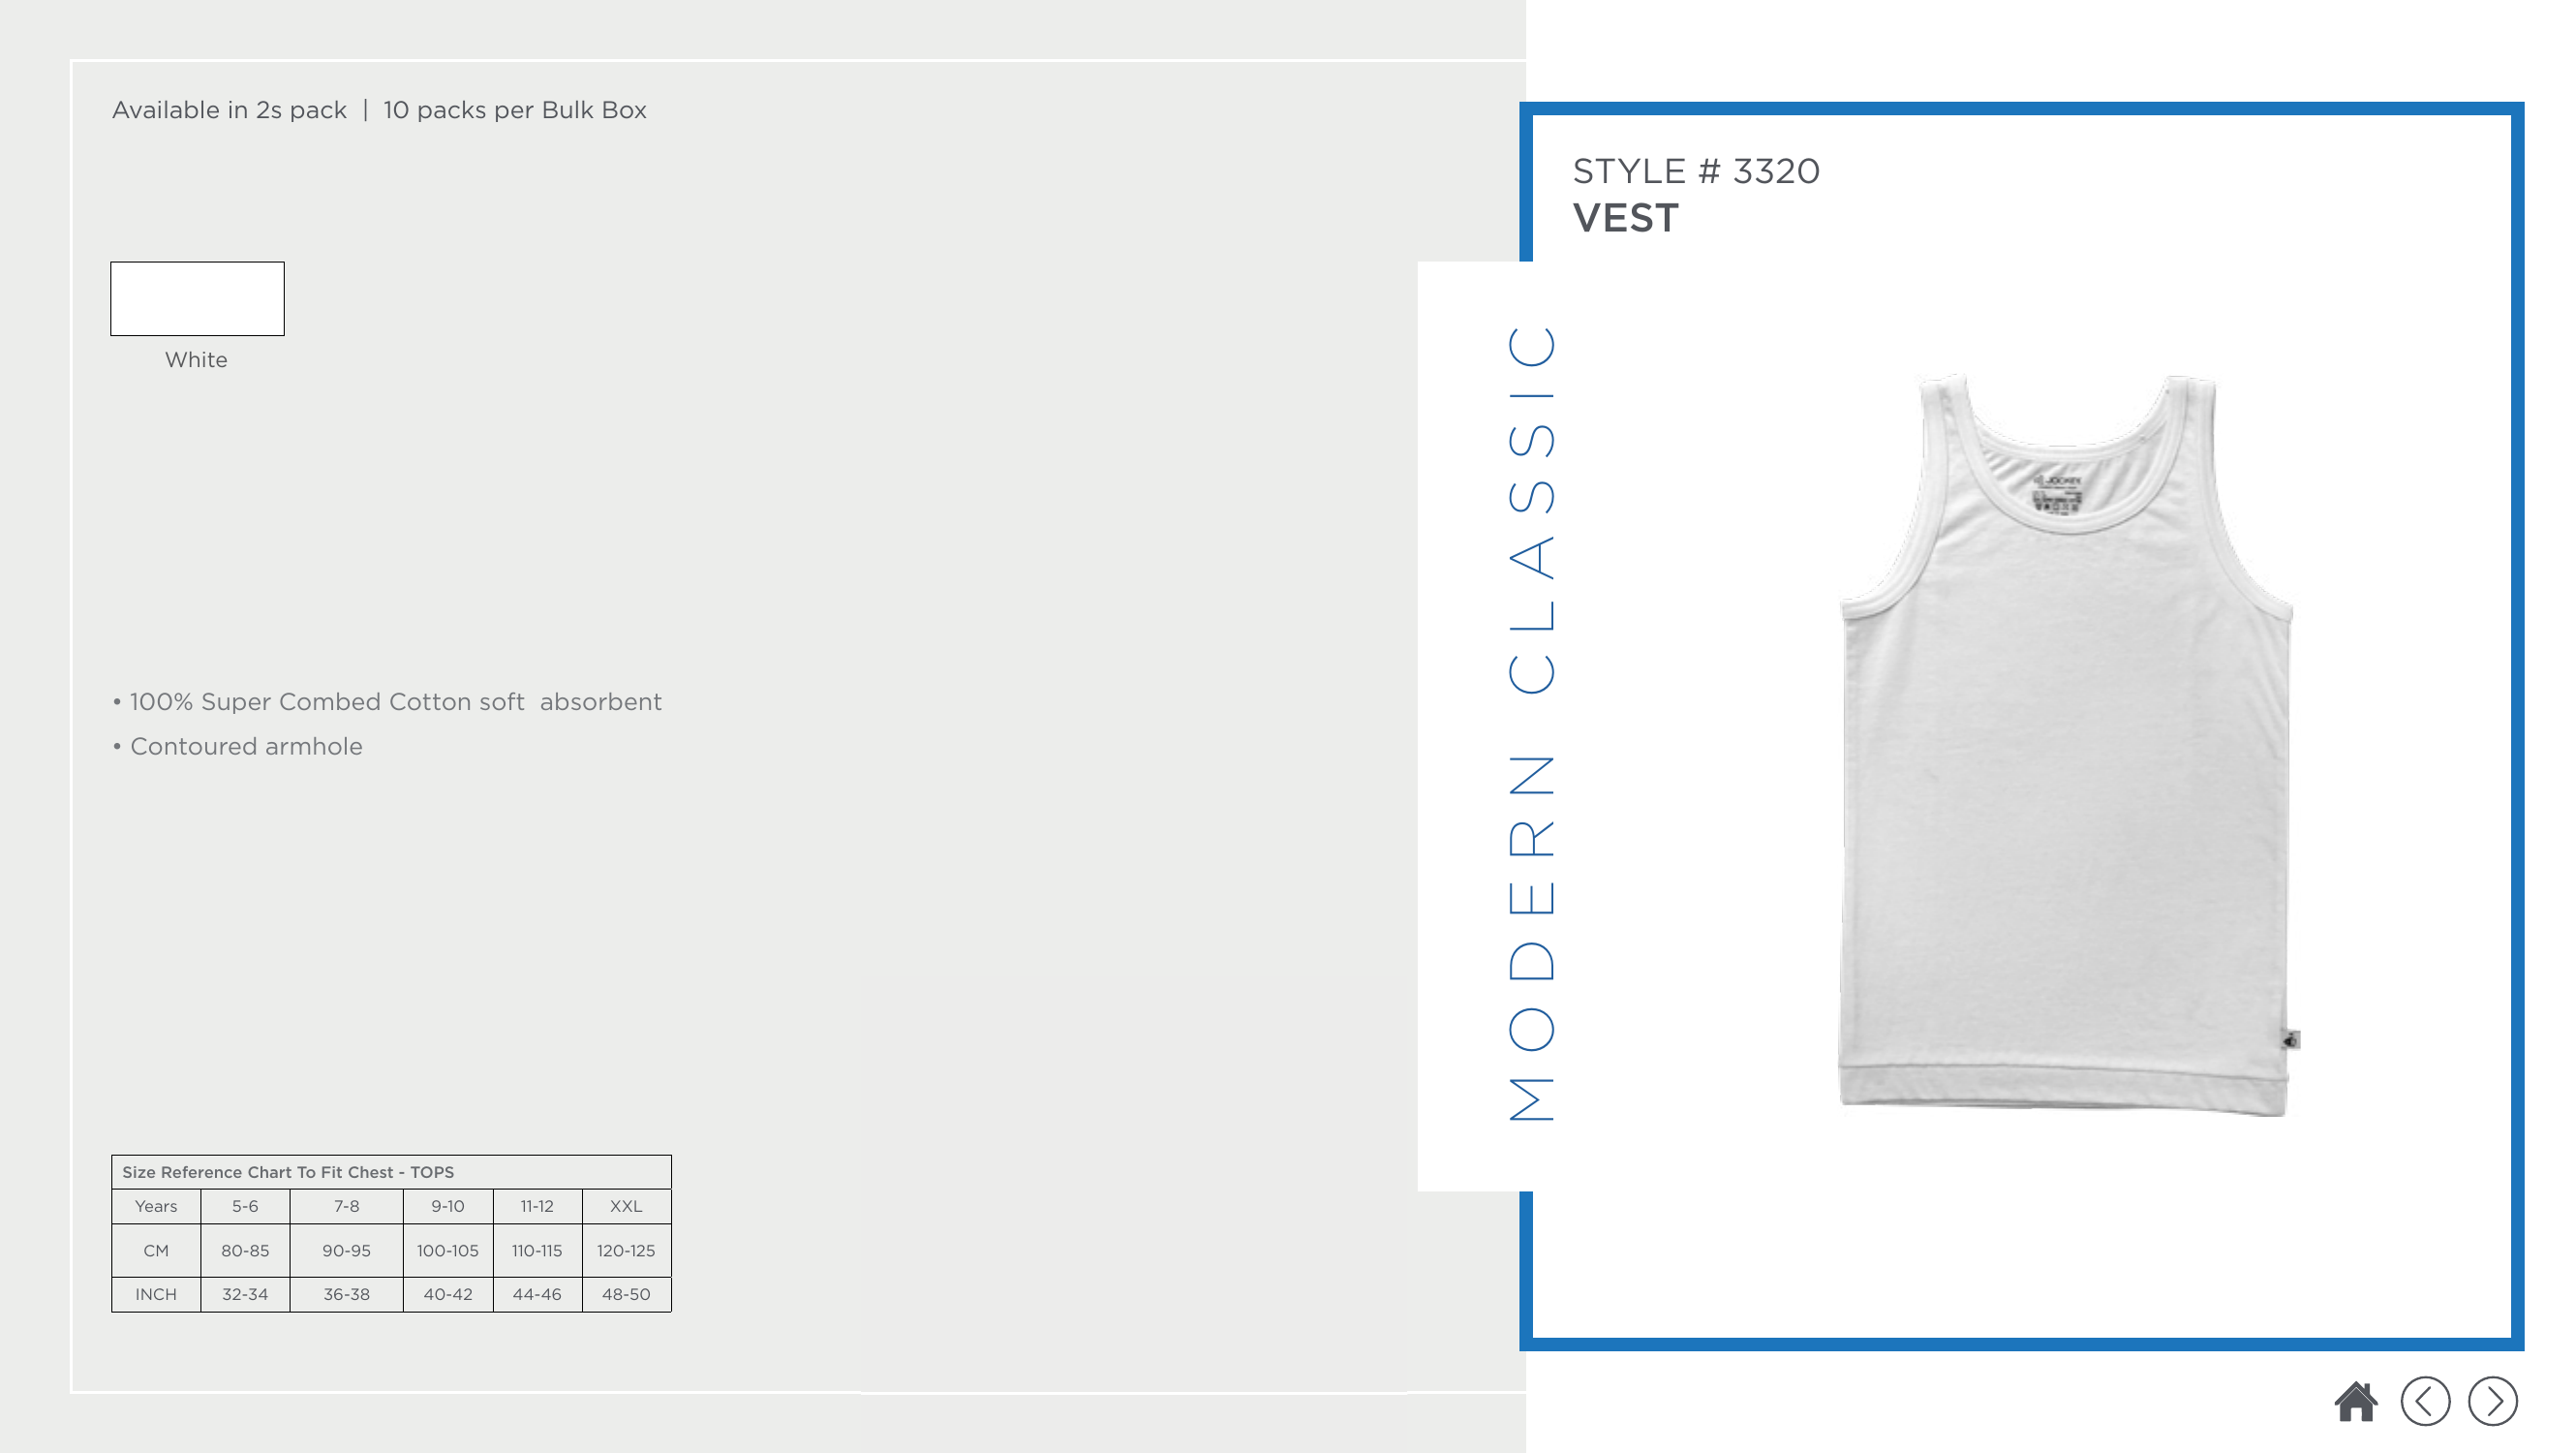 Available in 2s pack | 10 packs per Bulk Box
White
• 100% Super Combed Cotton soft  absorbent
• Contoured armhole
Size Reference Chart To Fit Chest - TOPS
Years 5-6 7-8 9-10 11-12 XXL
CM 80-85 90-95 100-105 110-115 120-125
INCH 32-34 36-38 40-42 44-46 48-50
MODERN CLASSIC
STYLE # 3320
VEST
JOCKEY